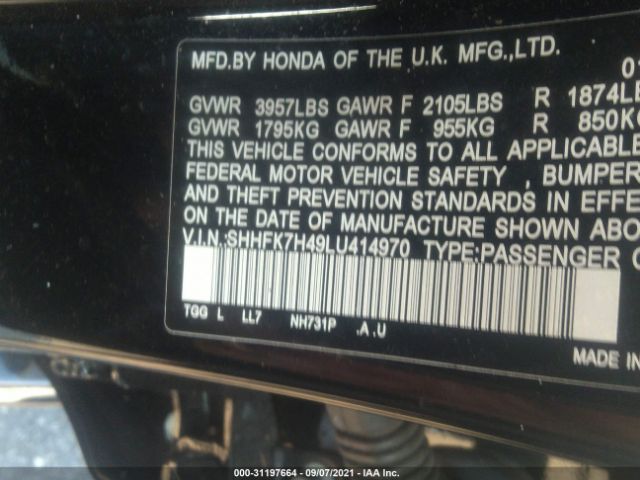 MFD.BY HONDA OF THE U.K. MFG.,LTD.
GVWR 3957LBS GAWR F 2105LBS R 1874LB
GVWR 1795KG GAWR F 955KG R 850KG
THIS VEHICLE CONFORMS TO ALL APPLICABLE
FEDERAL MOTOR VEHICLE SAFETY , BUMPER
AND THEFT PREVENTION STANDARDS IN EFFE
ON THE DATE OF MANUFACTURE SHOWN ABO
V.I.N.:SHHFK7H49LU414970 TYPE:PASSENGER C
TGG L LL7 NH731P .A.U
MADE IN
000-31197664 - 09/07/2021 - IAA Inc.